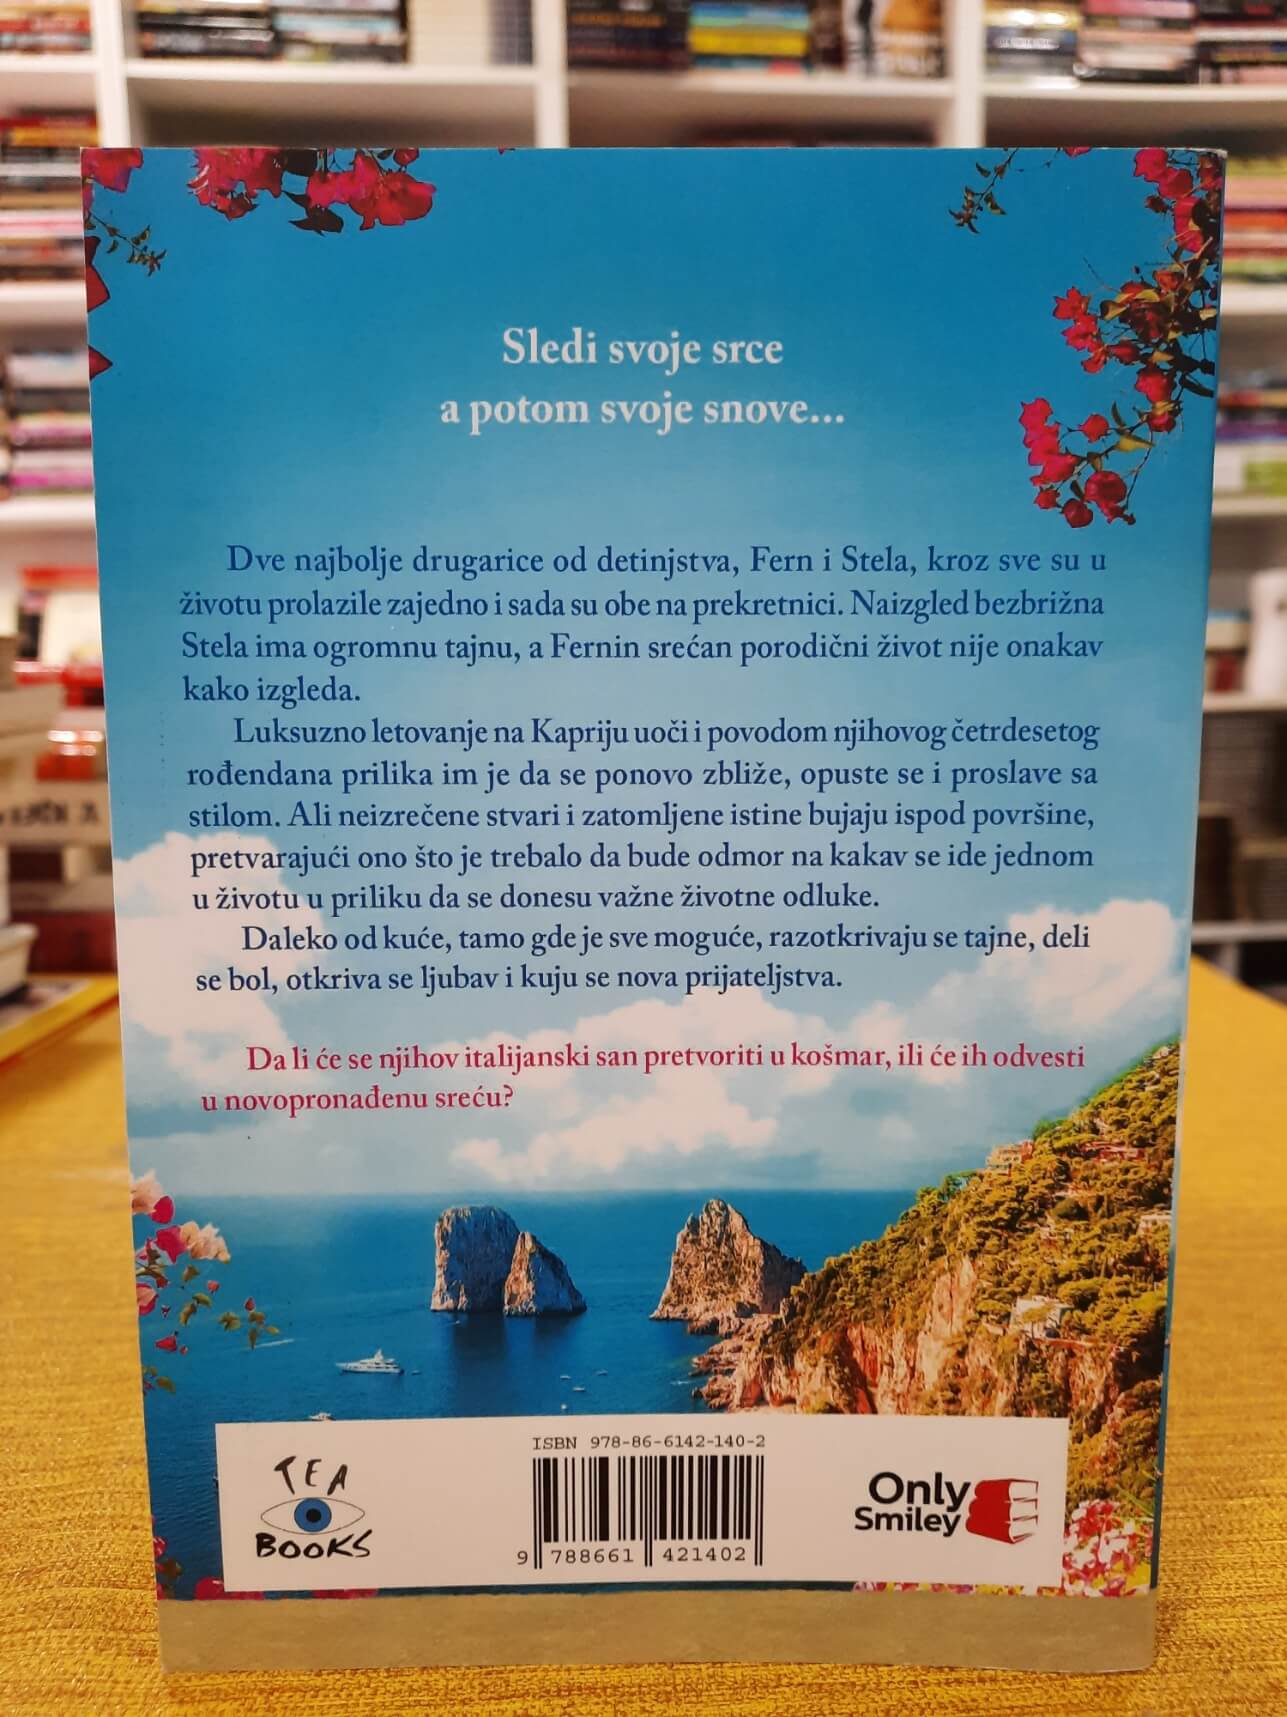 Sledi svoje srce
a potom svoje snove...
Dve najbolje drugarice od detinjstva, Fern i Stela, kroz sve su u
životu prolazile zajedno i sada su obe na prekretnici. Naizgled bezbrižna
Stela ima ogromnu tajnu, a Fernin srećan porodični život nije onakav
kako izgleda.
Luksuzno letovanje na Kapriju uoči i povodom njihovog četrdesetog
rođendana prilika im je da se ponovo zbliže, opuste se i proslave sa
stilom. Ali neizrečene stvari i zatomljene istine bujaju ispod površine,
pretvarajući ono što je trebalo da bude odmor na kakav se ide jednom
u životu u priliku da se donesu važne životne odluke.
Daleko od kuće, tamo gde je sve moguće, razotkrivaju se tajne, deli
se bol, otkriva se ljubav i kuju se nova prijateljstva.
Da li će se njihov italijanski san pretvoriti u košmar, ili će ih odvesti
u novopronađenu sreću?
TEA
BOOKS
ISBN 978-86-6142-140-2
9 788661 421402
Only
Smiley